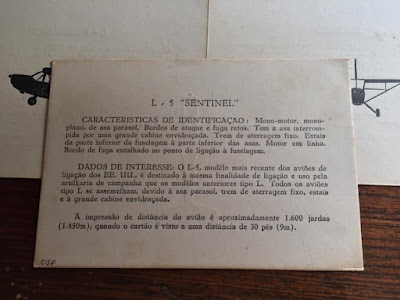 L - 5 "SENTINEL"
CARACTERISTICAS DE IDENTIFICAÇÃO: Mono-motor, mono-
plano, de asa parasol. Bordos de ataque e fuga retos. Tem a asa interrom-
pida por uma grande cabine envidraçada. Trem de aterragem fixo. Estais
da parte inferior da fuselagem à parte inferior das asas. Motor em linha.
Bordo de fuga entalhado no ponto de ligação à fuselagem.
DADOS DE INTERESSE: O L-5, modêlo mais recente dos aviões de
ligação dos EE. UU., é destinado à mesma finalidade de ligação e uso pela
artilharia de campanha que os modêlos anteriores tipo L. Todos os aviões
tipo L se assemelham, devido à asa parasol, trem de aterragem fixo, estais
e à grande cabine envidraçada.
A impressão de distância do avião é aproximadamente 1.600 jardas
(1.450m), quando o cartão é visto a uma distância de 30 pés (9m).